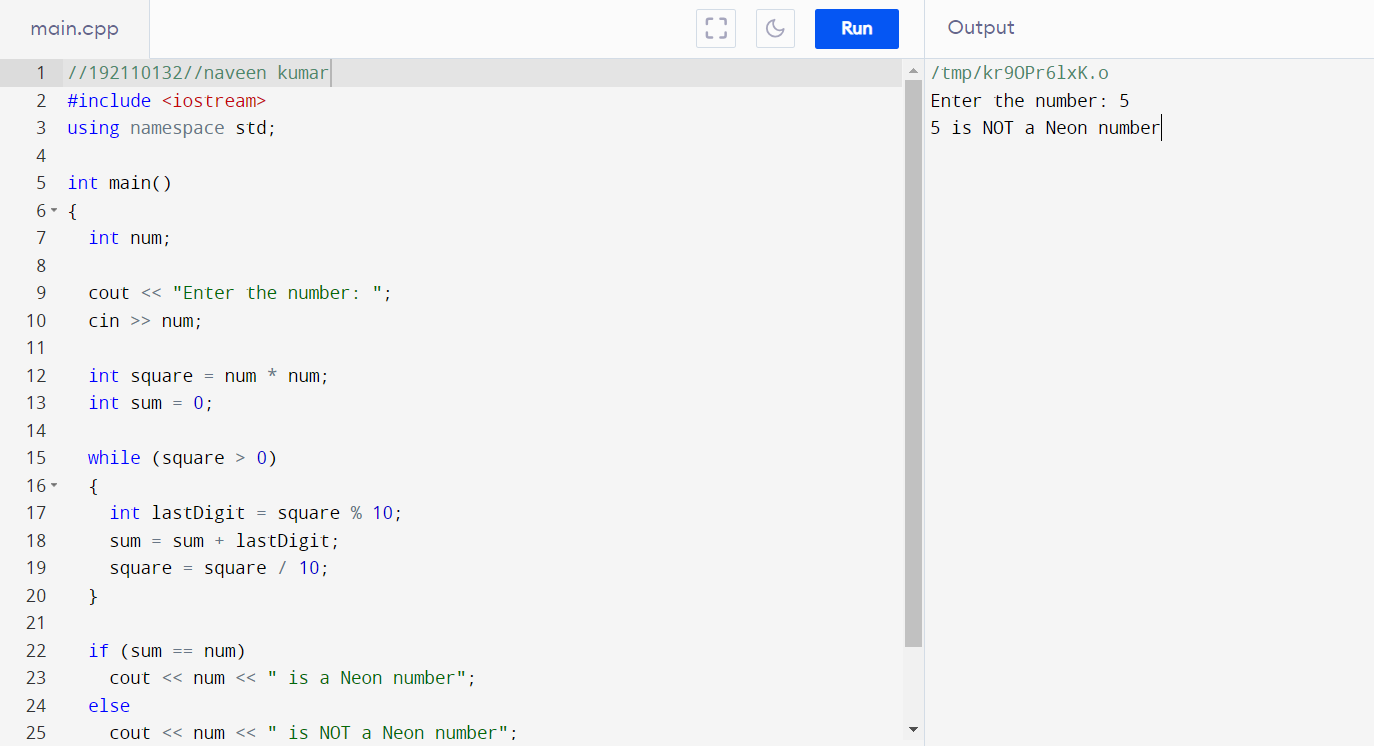 main.cpp
Run
Output
1 //192110132//naveen kumar
2 #include <iostream>
3 using namespace std;
4
5 int main()
6 {
7   int num;
8
9   cout << "Enter the number: ";
10   cin >> num;
11
12   int square = num * num;
13   int sum = 0;
14
15   while (square > 0)
16   {
17     int lastDigit = square % 10;
18     sum = sum + lastDigit;
19     square = square / 10;
20   }
21
22   if (sum == num)
23     cout << num << " is a Neon number";
24   else
25     cout << num << " is NOT a Neon number";
/tmp/kr9OPr6lxK.o
Enter the number: 5
5 is NOT a Neon number